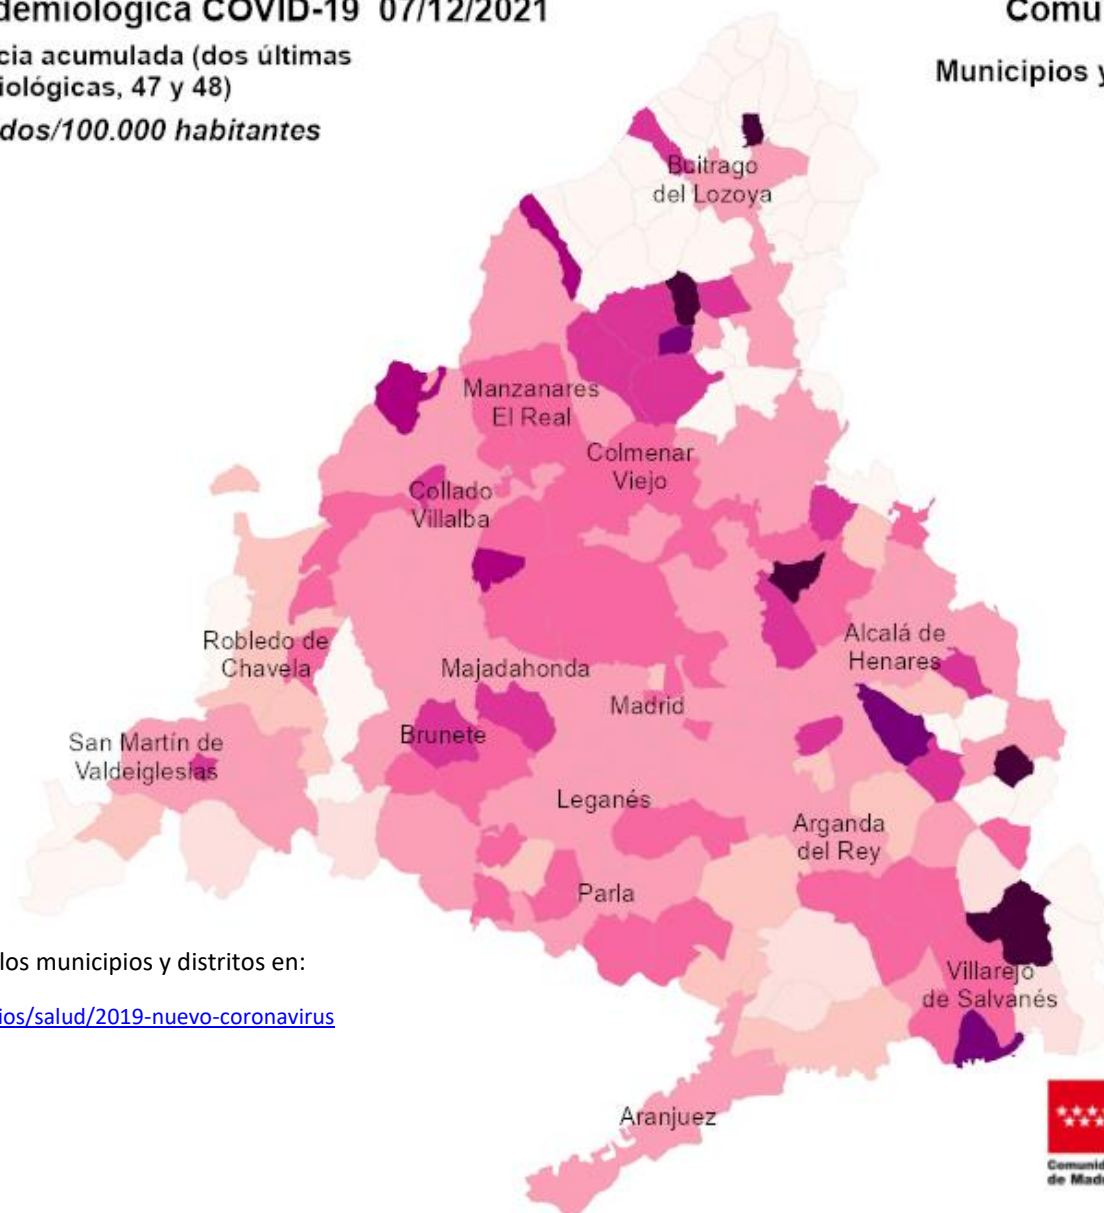 demiológica COVID-19 07/12/2021
Comu
cia acumulada (dos últimas
iológicas, 47 y 48)
Municipios y
dos/100.000 habitantes
Buitrago
del Lozoya
Manzanares
El Real
Colmenar
Viejo
Collado
Villalba
Robledo de
Chavela
Alcalá de
Henares
Majadahonda
Madrid
Brunete
San Martín de
Valdeiglesias
Leganés
Arganda
del Rey
Parla
los municipios y distritos en:
Villarejo
de Salvanés
ios/salud/2019-nuevo-coronavirus
Aranjuez
Comunid
de Madr